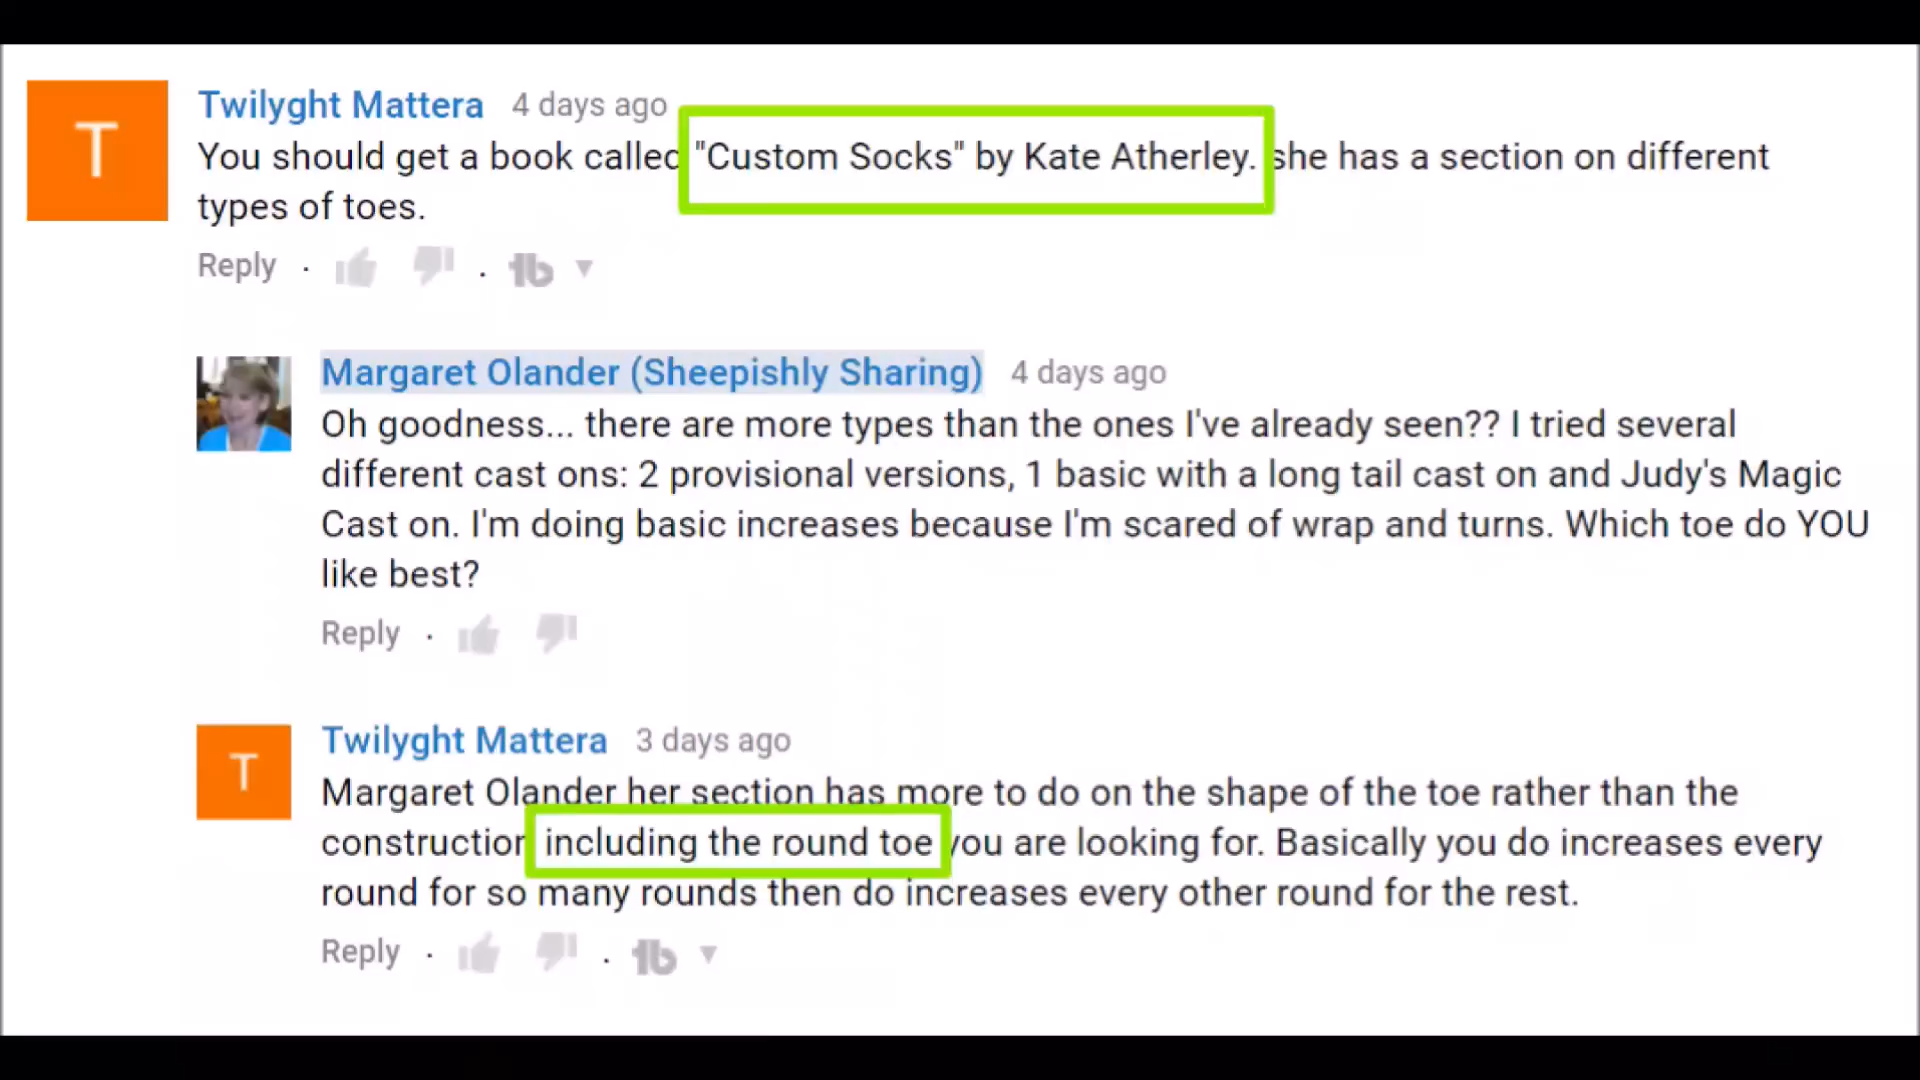 T
Twilyght Mattera 4 days ago
You should get a book called "Custom Socks" by Kate Atherley. she has a section on different
types of toes.
Reply . . tb ▼
Margaret Olander (Sheepishly Sharing) 4 days ago
Oh goodness... there are more types than the ones I've already seen?? I tried several
different cast ons: 2 provisional versions, 1 basic with a long tail cast on and Judy's Magic
Cast on. I'm doing basic increases because I'm scared of wrap and turns. Which toe do YOU
like best?
Reply .
T
Twilyght Mattera 3 days ago
Margaret Olander her section has more to do on the shape of the toe rather than the
construction including the round toe you are looking for. Basically you do increases every
round for so many rounds then do increases every other round for the rest.
Reply . . tb ▼